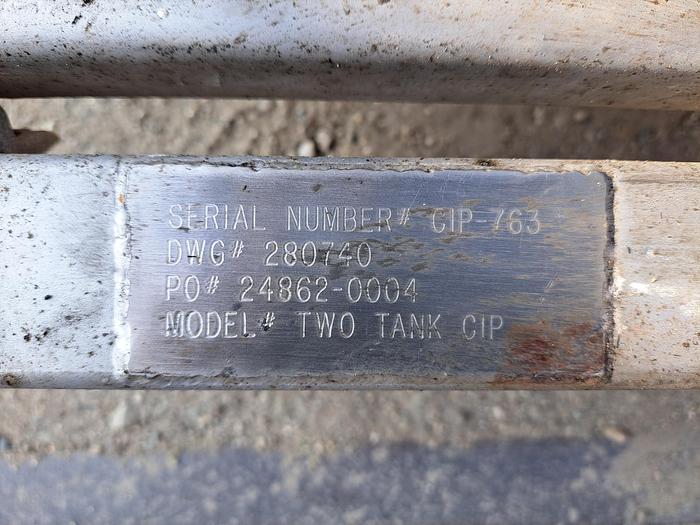 SERIAL NUMBER# CIP-763
DWG# 280740
PO# 24862-0004
MODEL# TWO TANK CIP